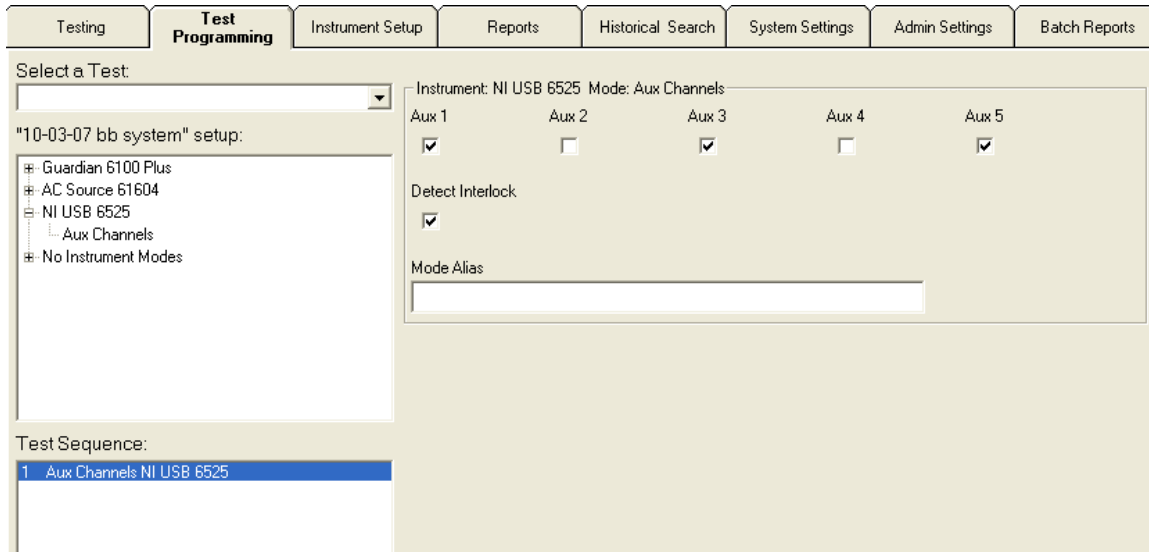 Testing
Test Programming
Instrument Setup
Reports
Historical Search
System Settings
Admin Settings
Batch Reports
Select a Test:
"10-03-07 bb system" setup:
Guardian 6100 Plus
AC Source 61604
NI USB 6525
Aux Channels
No Instrument Modes
Test Sequence:
1 Aux Channels NI USB 6525
Instrument: NI USB 6525 Mode: Aux Channels
Aux 1 Aux 2 Aux 3 Aux 4 Aux 5
Detect Interlock
Mode Alias